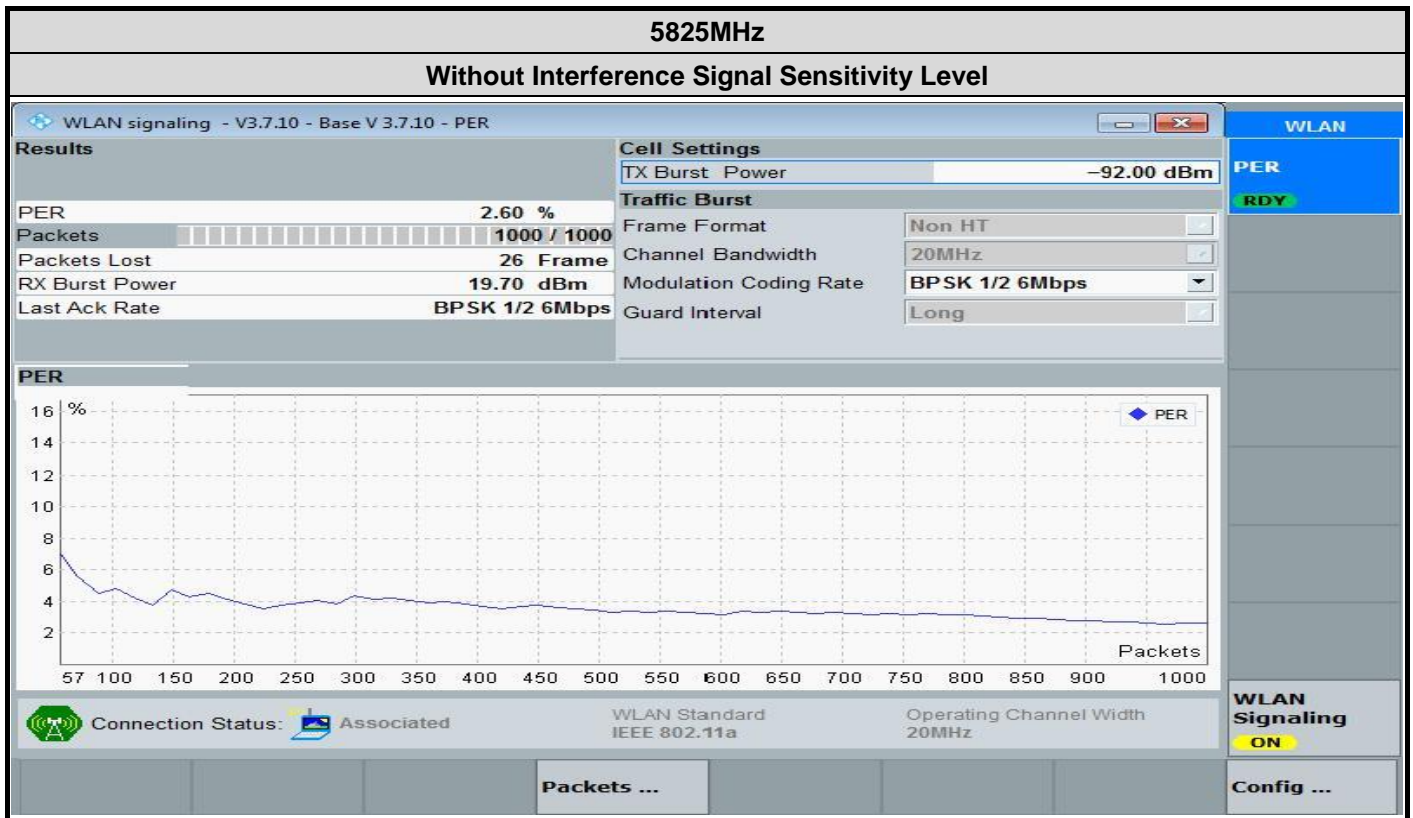 5825MHz
Without Interference Signal Sensitivity Level
WLAN signaling - V3.7.10 - Base V 3.7.10 - PER
WLAN
Results
Cell Settings
TX Burst Power −92.00 dBm
PER
RDY
PER 2.60 %
Packets 1000 / 1000
Packets Lost 26 Frame
RX Burst Power 19.70 dBm
Last Ack Rate BPSK 1/2 6Mbps
Traffic Burst
Frame Format Non HT
Channel Bandwidth 20MHz
Modulation Coding Rate BPSK 1/2 6Mbps
Guard Interval Long
PER
%
PER
16
14
12
10
8
6
4
2
Packets
57 100 150 200 250 300 350 400 450 500 550 600 650 700 750 800 850 900 1000
Connection Status: Associated
WLAN Standard
IEEE 802.11a
Operating Channel Width
20MHz
WLAN
Signaling
ON
Packets ...
Config ...